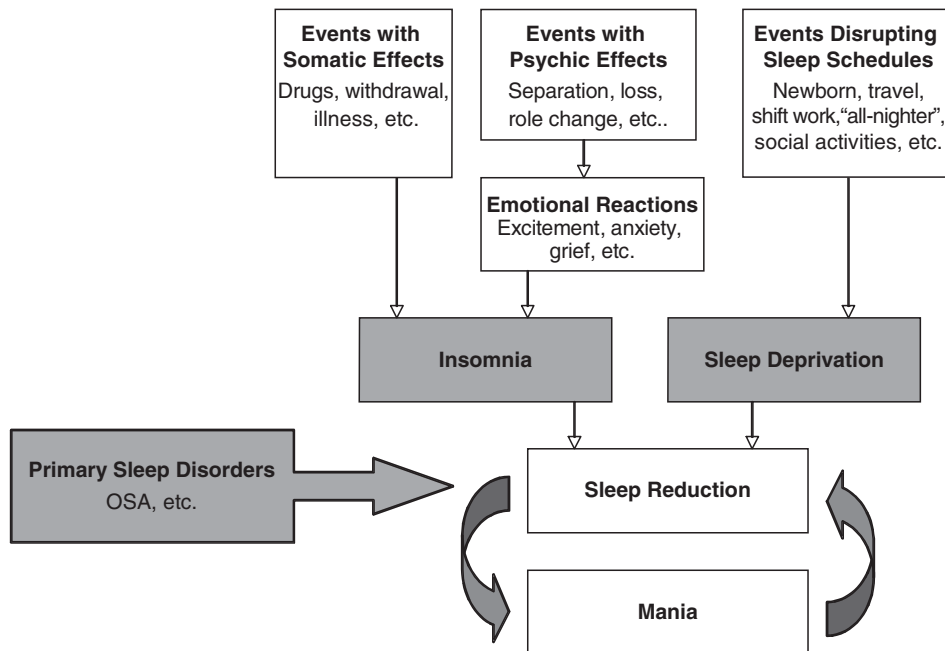 Events with
Somatic Effects
Drugs, withdrawal,
illness, etc.
Events with
Psychic Effects
Separation, loss,
role change, etc..
Events Disrupting
Sleep Schedules
Newborn, travel,
shift work,“all-nighter”,
social activities, etc.
Emotional Reactions
Excitement, anxiety,
grief, etc.
Insomnia
Sleep Deprivation
Primary Sleep Disorders
OSA, etc.
Sleep Reduction
Mania